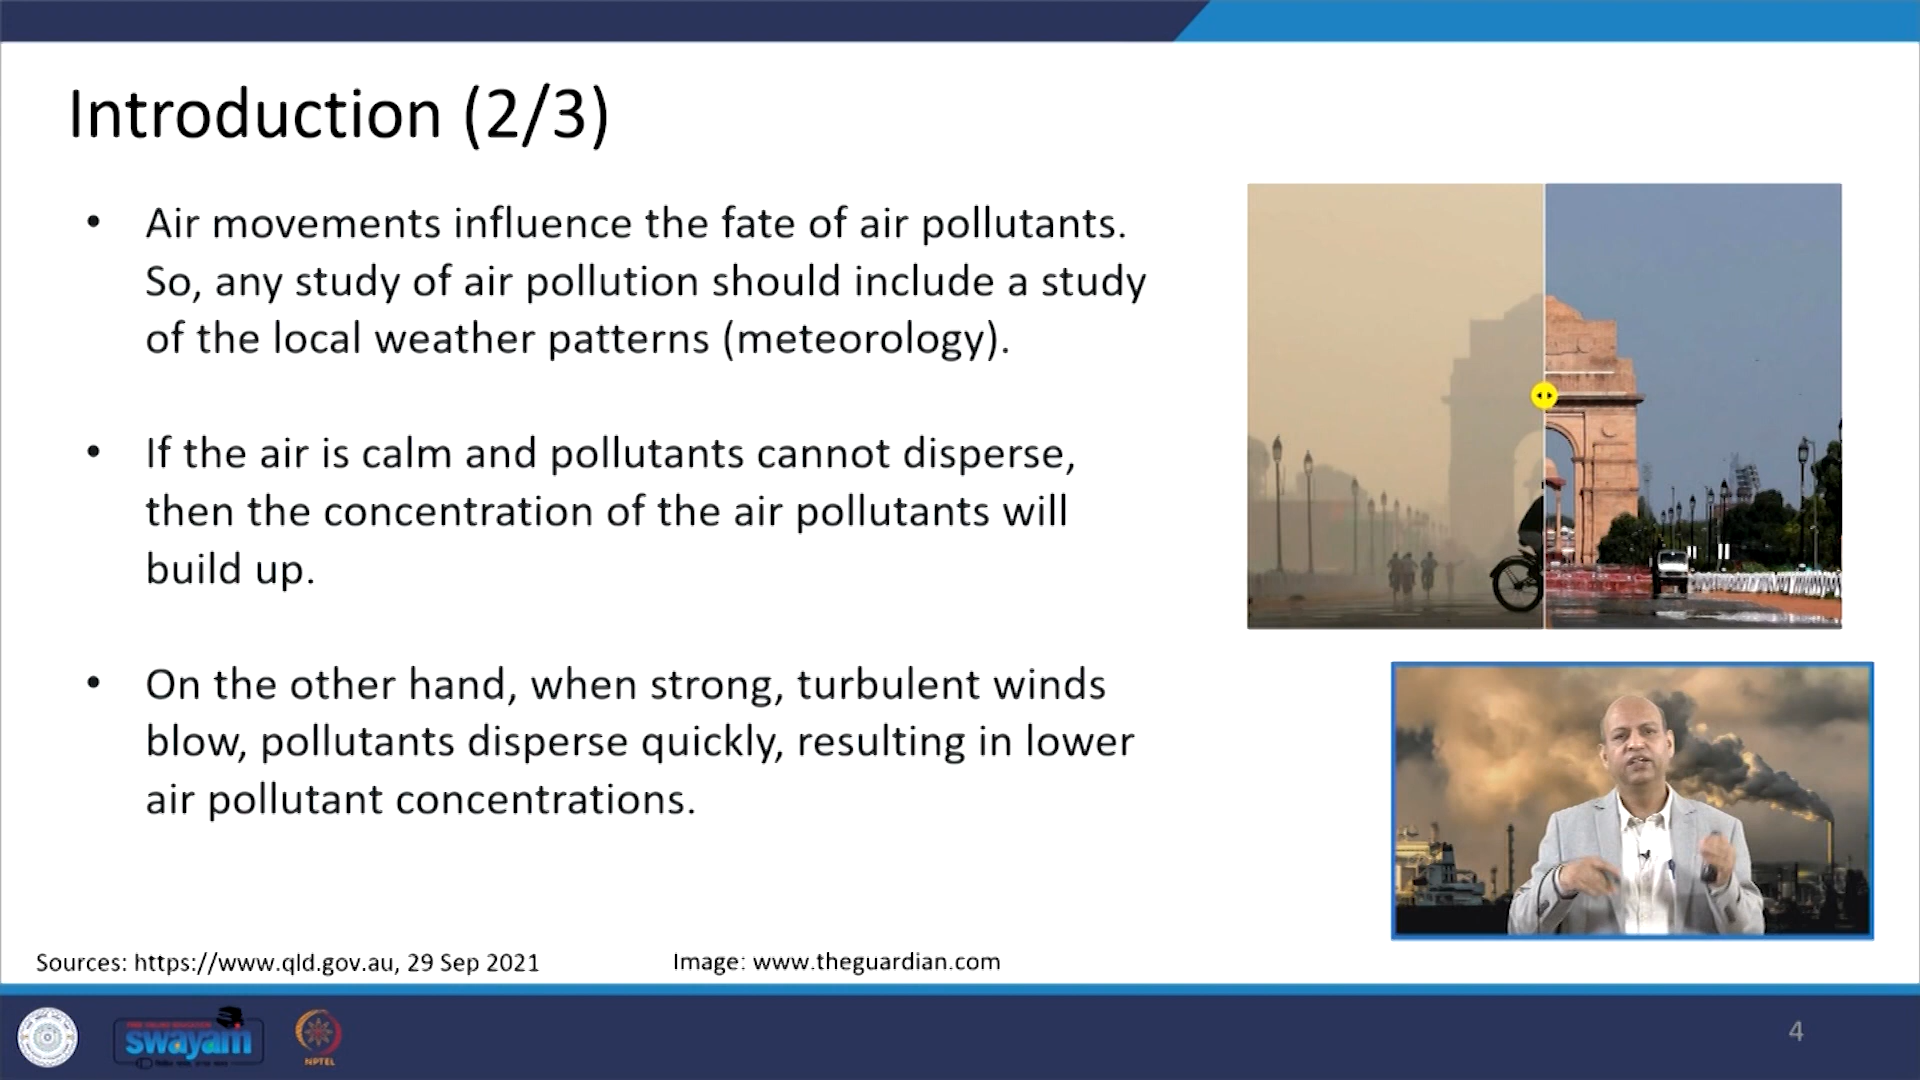 Introduction (2/3)
• Air movements influence the fate of air pollutants.
So, any study of air pollution should include a study
of the local weather patterns (meteorology).
• If the air is calm and pollutants cannot disperse,
then the concentration of the air pollutants will
build up.
• On the other hand, when strong, turbulent winds
blow, pollutants disperse quickly, resulting in lower
air pollutant concentrations.
Sources: https://www.qld.gov.au, 29 Sep 2021
Image: www.theguardian.com
swayam
NPTEL
4